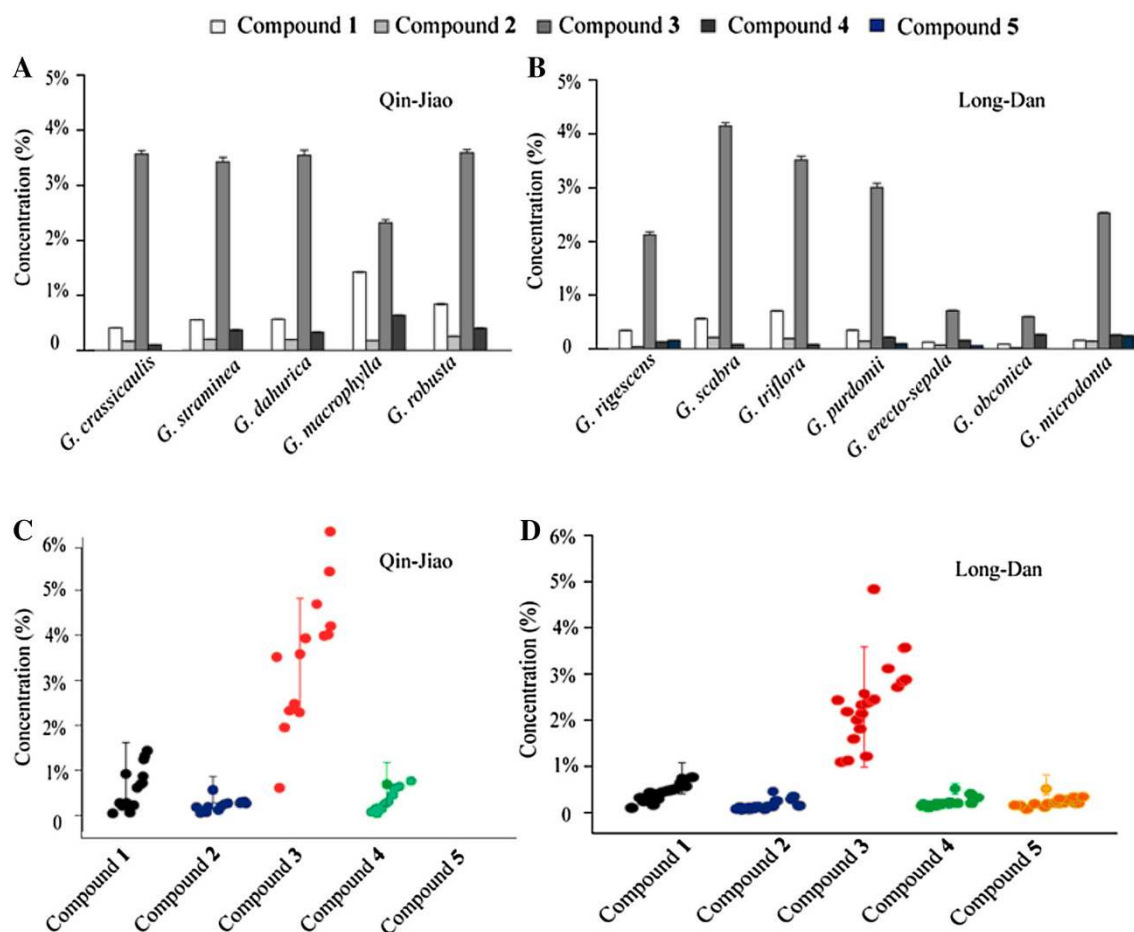 Compound 1 Compound 2 Compound 3 Compound 4 Compound 5
A
Qin-Jiao
Concentration (%)
5%
4%
3%
2%
1%
0
G. crassicaulis
G. straminea
G. dahurica
G. macrophylla
G. robusta
B
Long-Dan
Concentration (%)
5%
4%
3%
2%
1%
0
G. rigescens
G. scabra
G. triflora
G. purdomii
G. erecto-sepala
G. obconica
G. microdonta
C
Qin-Jiao
Concentration (%)
6%
5%
4%
3%
2%
1%
0
Compound 1
Compound 2
Compound 3
Compound 4
Compound 5
D
Long-Dan
Concentration (%)
6%
5%
4%
3%
2%
1%
0
Compound 1
Compound 2
Compound 3
Compound 4
Compound 5